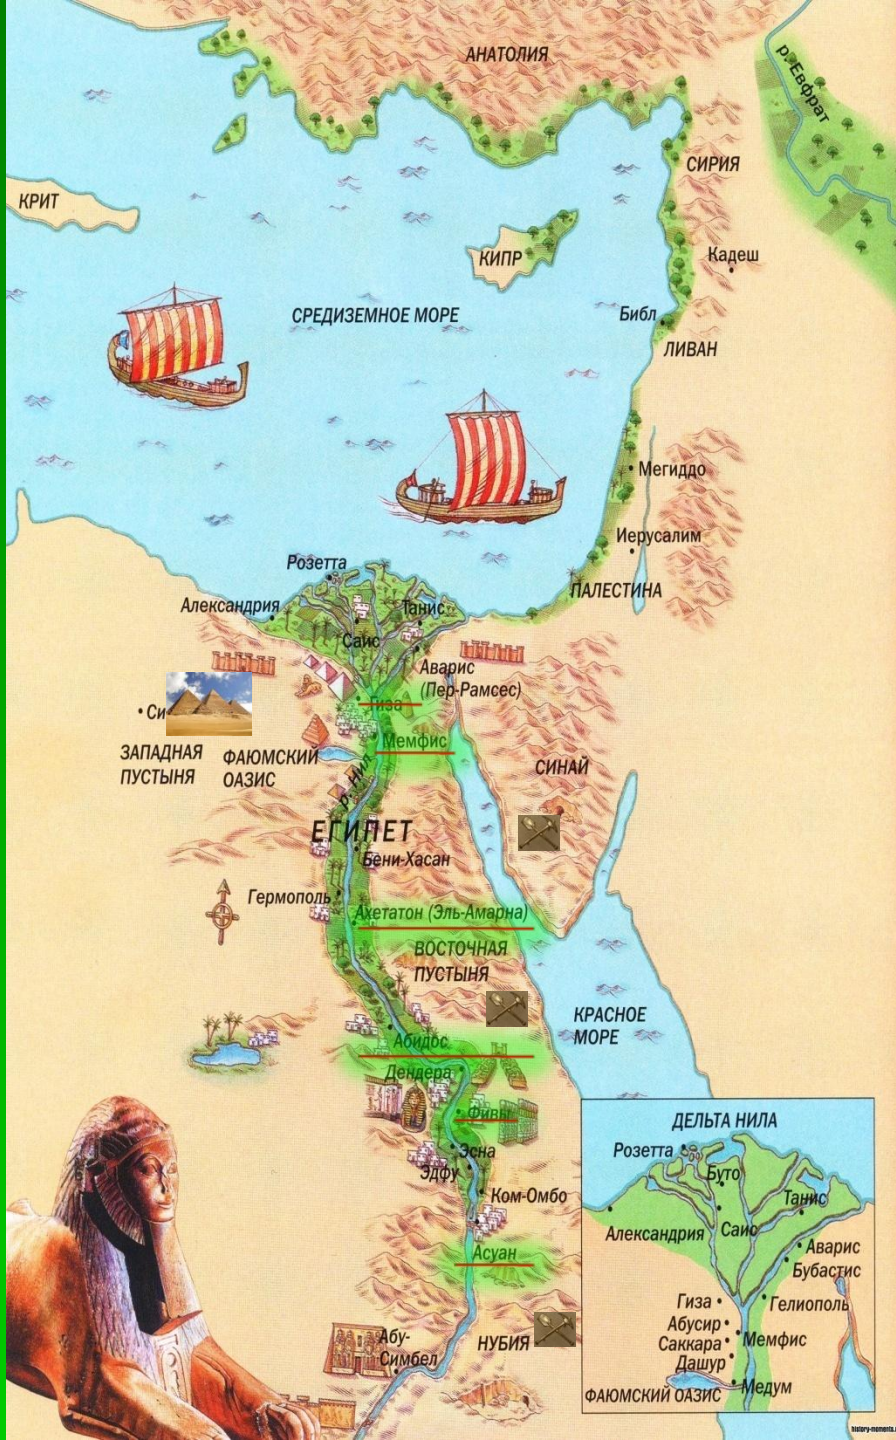 АНАТОЛИЯ
р. Евфрат
СИРИЯ
КРИТ
КИПР
Кадеш
СРЕДИЗЕМНОЕ МОРЕ
Библ
ЛИВАН
Мегиддо
Иерусалим
Розетта
ПАЛЕСТИНА
Александрия
Танис
Саис
Аварис
(Пер-Рамсес)
Гиза
Си
Мемфис
ЗАПАДНАЯ
ПУСТЫНЯ
ФАЮМСКИЙ
ОАЗИС
СИНАЙ
р. Нил
ЕГИПЕТ
Бени-Хасан
Гермополь
Ахетатон (Эль-Амарна)
ВОСТОЧНАЯ
ПУСТЫНЯ
КРАСНОЕ
МОРЕ
Абидос
Дендера
Фивы
Эсна
Эдфу
Ком-Омбо
Асуан
Абу-
Симбел
НУБИЯ
ДЕЛЬТА НИЛА
Розетта
Буто
Танис
Александрия
Саис
Аварис
Бубастис
Гиза
Гелиополь
Абусир
Мемфис
Саккара
Дашур
Медум
ФАЮМСКИЙ ОАЗИС